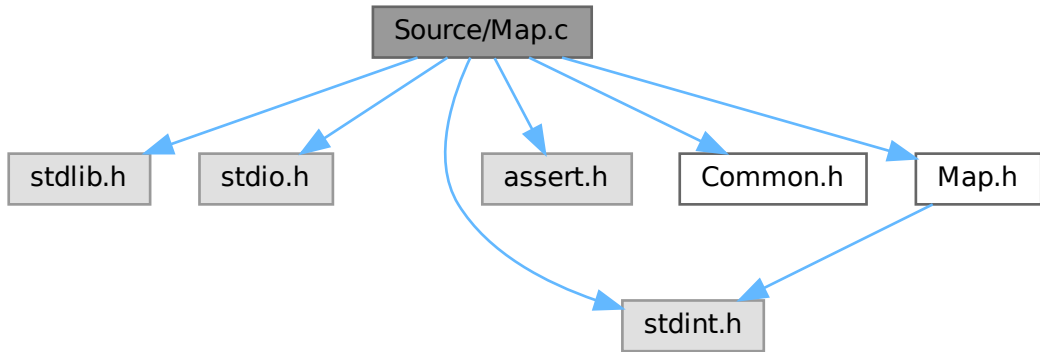 Source/Map.c
stdlib.h
stdio.h
assert.h
Common.h
Map.h
stdint.h